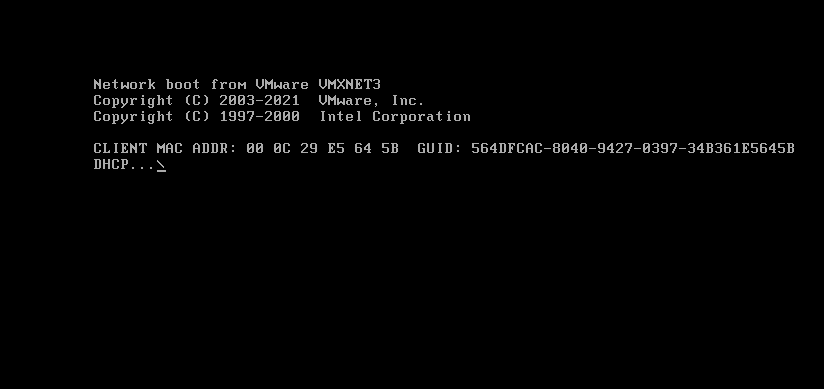 Network boot from VMware VMXNET3
Copyright (C) 2003-2021  VMware, Inc.
Copyright (C) 1997-2000  Intel Corporation
CLIENT MAC ADDR: 00 0C 29 E5 64 5B  GUID: 564DFCAC-8040-9427-0397-34B361E5645B
DHCP...\